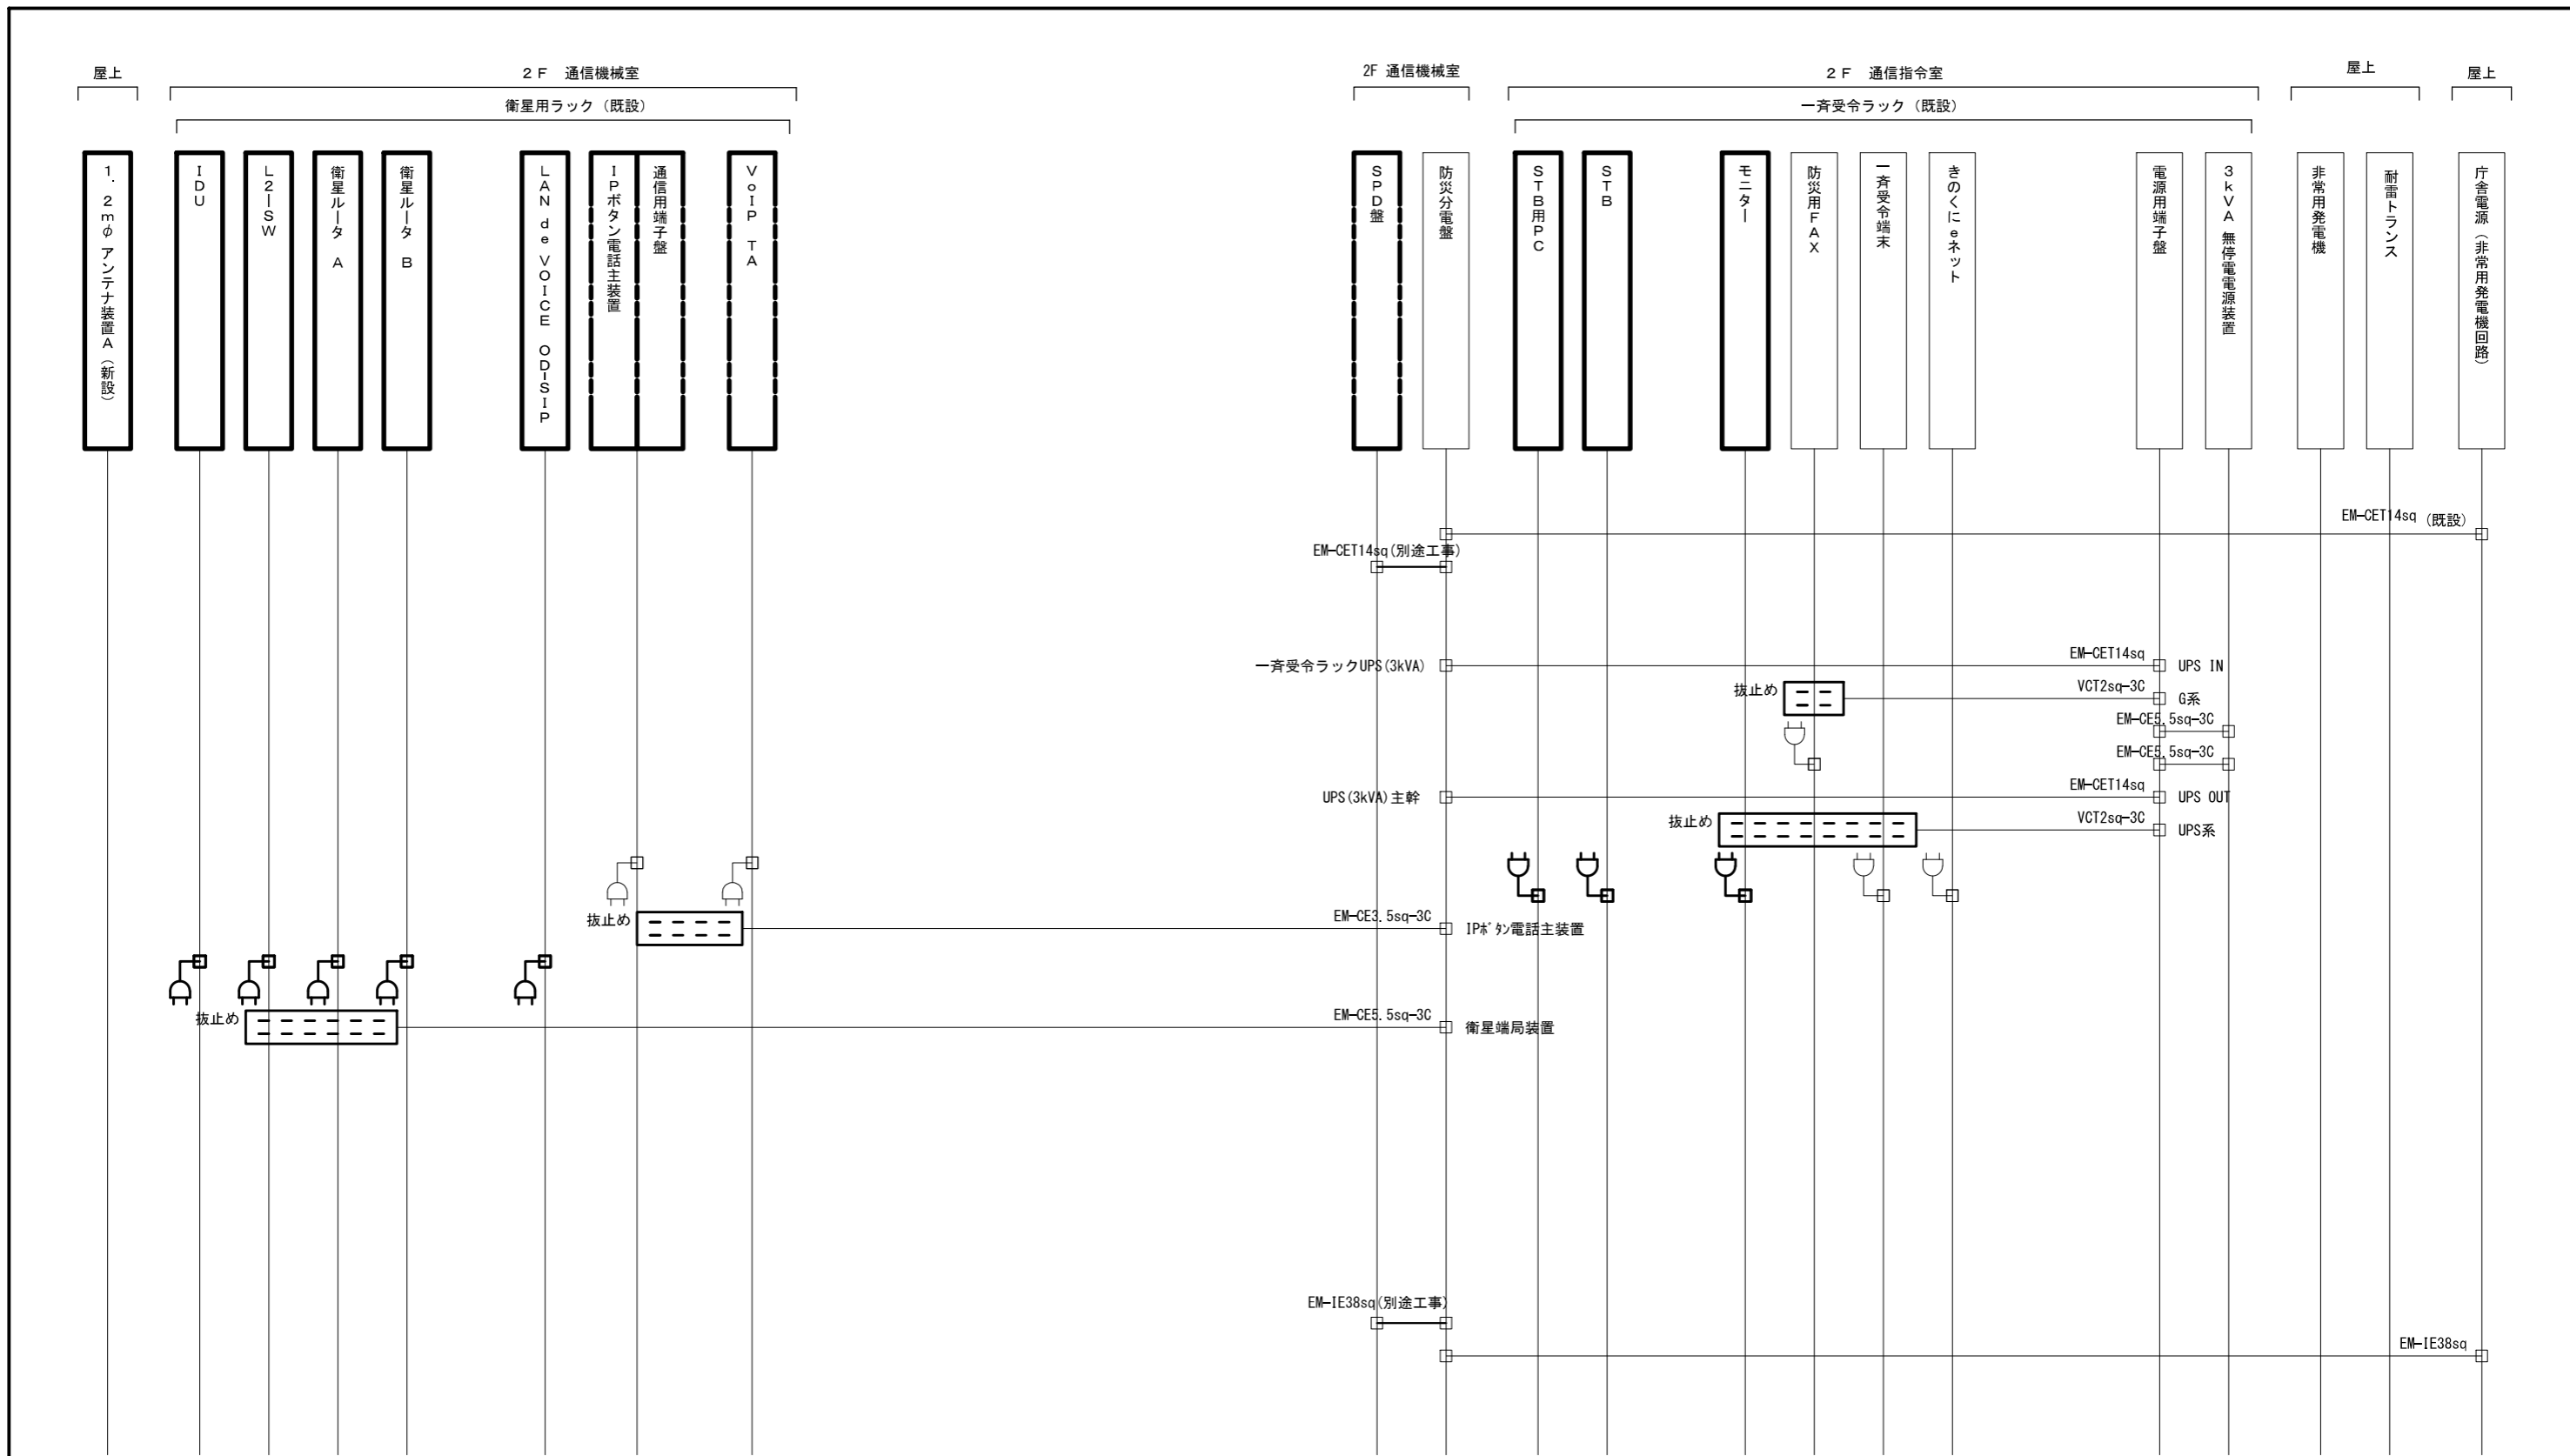 屋上
２Ｆ　通信機械室
2F 通信機械室
２Ｆ　通信指令室
屋上
屋上
衛星用ラック（既設）
一斉受令ラック（既設）
１．２ｍφ アンテナ装置Ａ（新設）
ＩＤＵ
Ｌ２－ＳＷ
衛星ルータ　Ａ
衛星ルータ　Ｂ
ＬＡＮ ｄｅ ＶＯＩＣＥ　ＯＤ－ＳＩＰ
ＩＰボタン電話主装置
通信用端子盤
ＶｏＩＰ　ＴＡ
ＳＰＤ盤
防災分電盤
ＳＴＢ用ＰＣ
ＳＴＢ
モニター
防災用ＦＡＸ
一斉受令端末
きのくにｅネット
電源用端子盤
３ｋＶＡ 無停電電源装置
非常用発電機
耐雷トランス
庁舎電源（非常用発電機回路）
EM-CET14sq（既設）
EM-CET14sq(別途工事)
一斉受令ラックUPS(3kVA)
EM-CET14sq
UPS IN
抜止め
VCT2sq-3C
G系
EM-CE5.5sq-3C
EM-CE5.5sq-3C
UPS(3kVA)主幹
EM-CET14sq
UPS OUT
抜止め
VCT2sq-3C
UPS系
抜止め
EM-CE3.5sq-3C
IPﾎﾞﾀﾝ電話主装置
抜止め
EM-CE5.5sq-3C
衛星端局装置
EM-IE38sq(別途工事)
EM-IE38sq